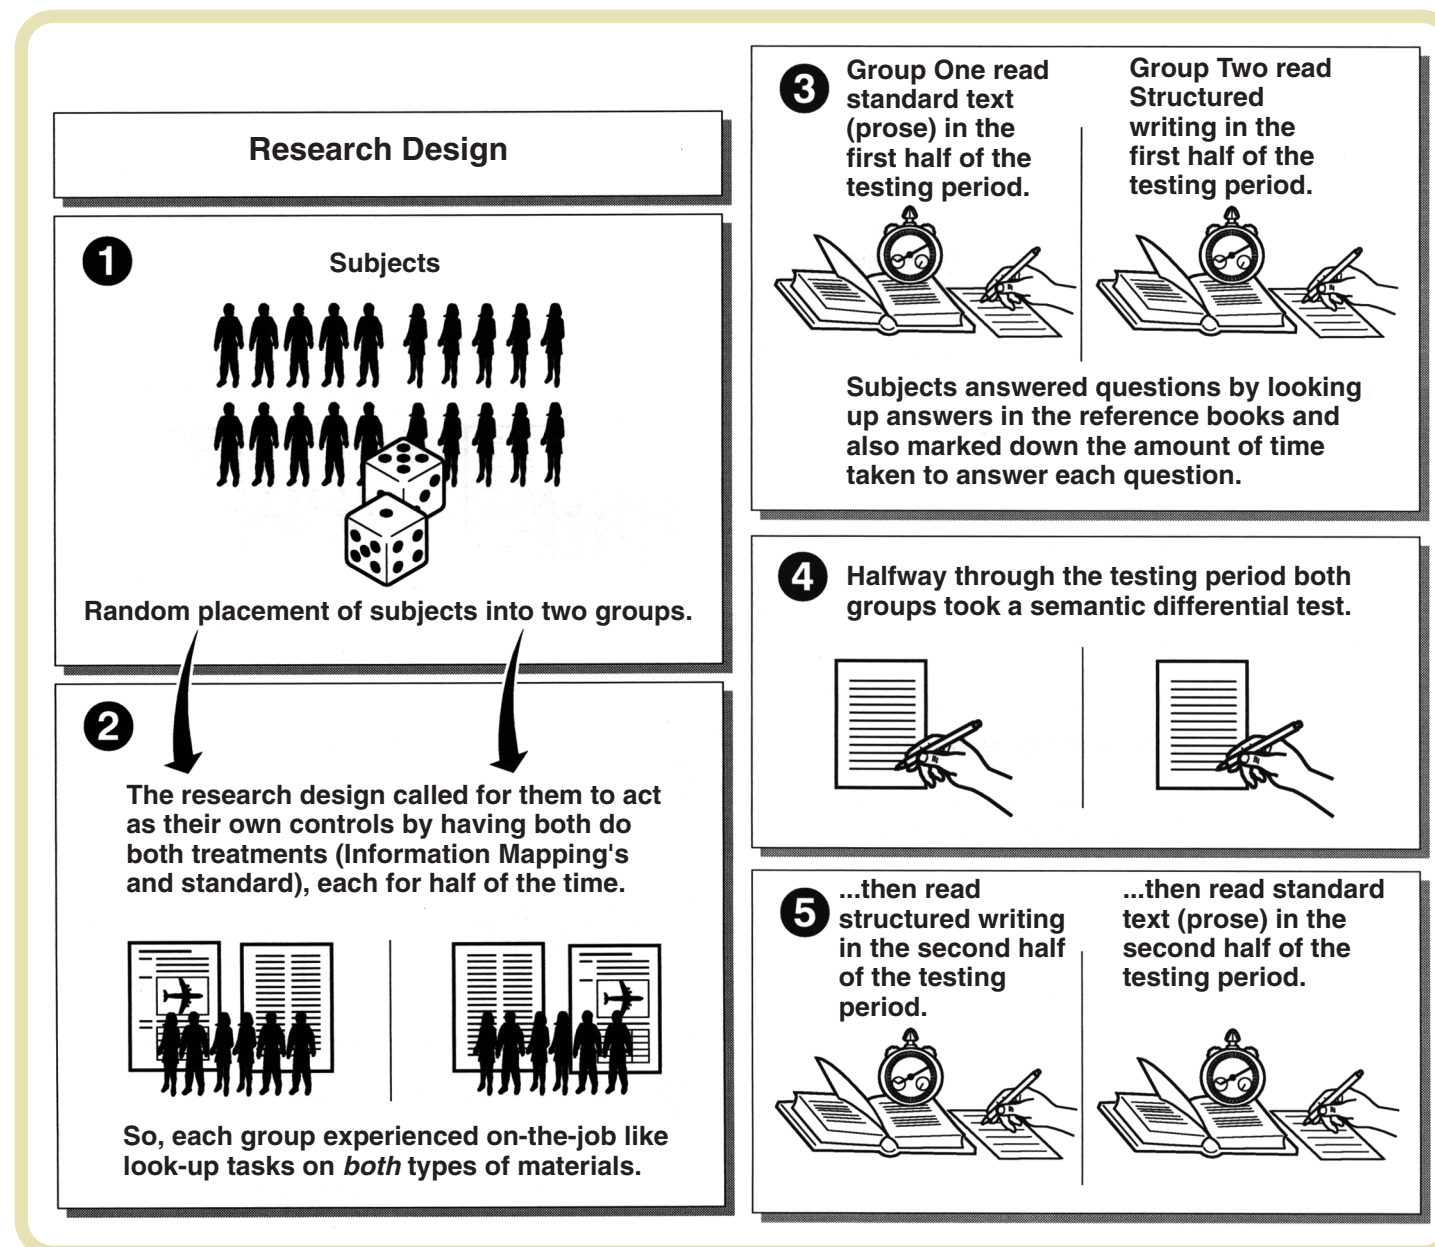 Research Design
1
Subjects
Random placement of subjects into two groups.
2
The research design called for them to act
as their own controls by having both do
both treatments (Information Mapping's
and standard), each for half of the time.
So, each group experienced on-the-job like
look-up tasks on both types of materials.
3
Group One read
standard text
(prose) in the
first half of the
testing period.
Group Two read
Structured
writing in the
first half of the
testing period.
Subjects answered questions by looking
up answers in the reference books and
also marked down the amount of time
taken to answer each question.
4
Halfway through the testing period both
groups took a semantic differential test.
5
...then read
structured writing
in the second half
of the testing
period.
...then read standard
text (prose) in the
second half of the
testing period.